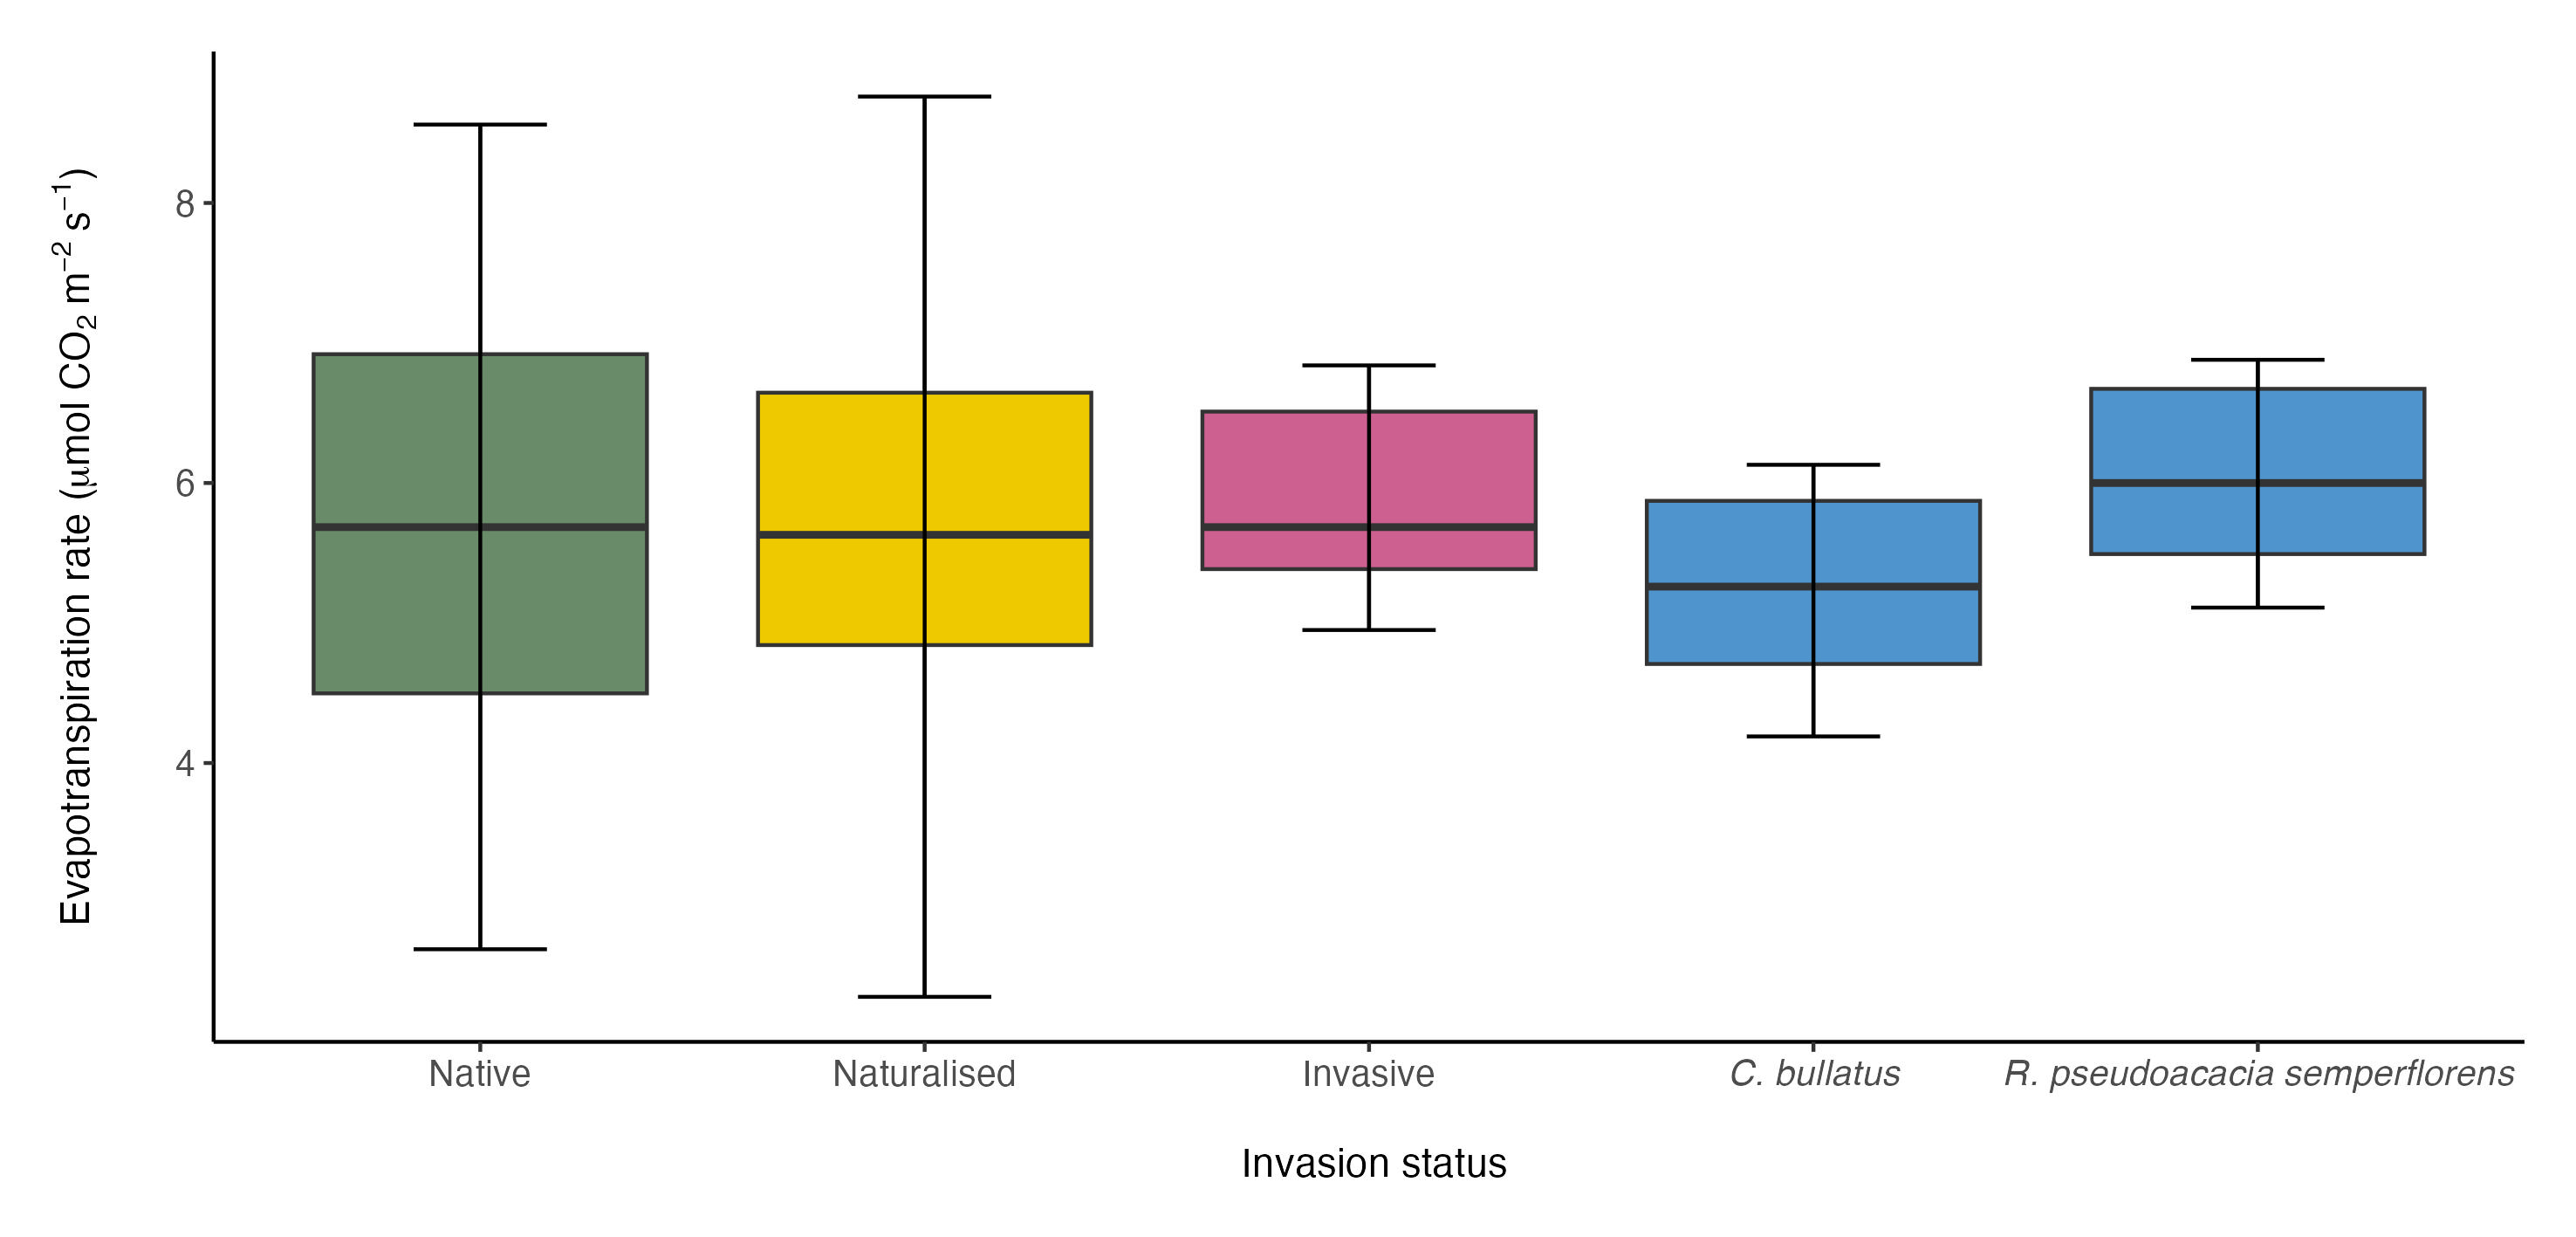 Evapotranspiration rate (μmol CO₂ m⁻² s⁻¹)
8
6
4
Native
Naturalised
Invasive
C. bullatus
R. pseudoacacia semperflorens
Invasion status